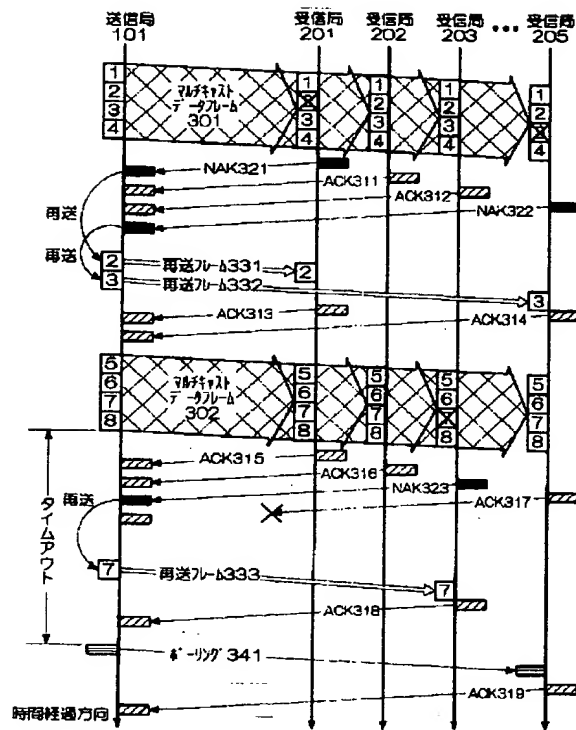 送信局 受信局 受信局 受信局 ••• 受信局
101 201 202 203 205
1 1 1 1 1
2 2 2 2
3 3 3 3
4 4 4 4 4
マルチキャスト
データフレーム
301
NAK321
ACK311
ACK312
NAK322
再送
再送
2 再送フレーム331 2
3 再送フレーム332 3
ACK313
ACK314
5 5 5 5 5
6 6 6 6 6
7 7 7 7
8 8 8 8 8
マルチキャスト
データフレーム
302
ACK315
ACK316
NAK323
ACK317
再送
タイムアウト
7 再送フレーム333 7
ACK318
ポーリング341
ACK319
時間経過方向